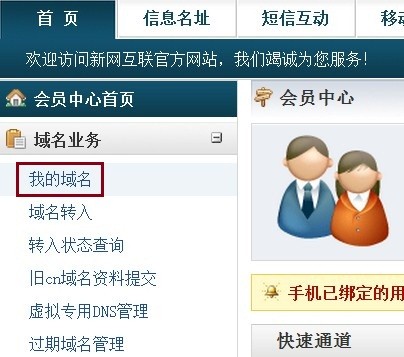 首 页
信息名址
短信互动
移动
欢迎访问新网互联官方网站，我们竭诚为您服务！
会员中心首页
域名业务
我的域名
域名转入
转入状态查询
旧cn域名资料提交
虚拟专用DNS管理
过期域名管理
会员中心
手机已绑定的用
快速通道